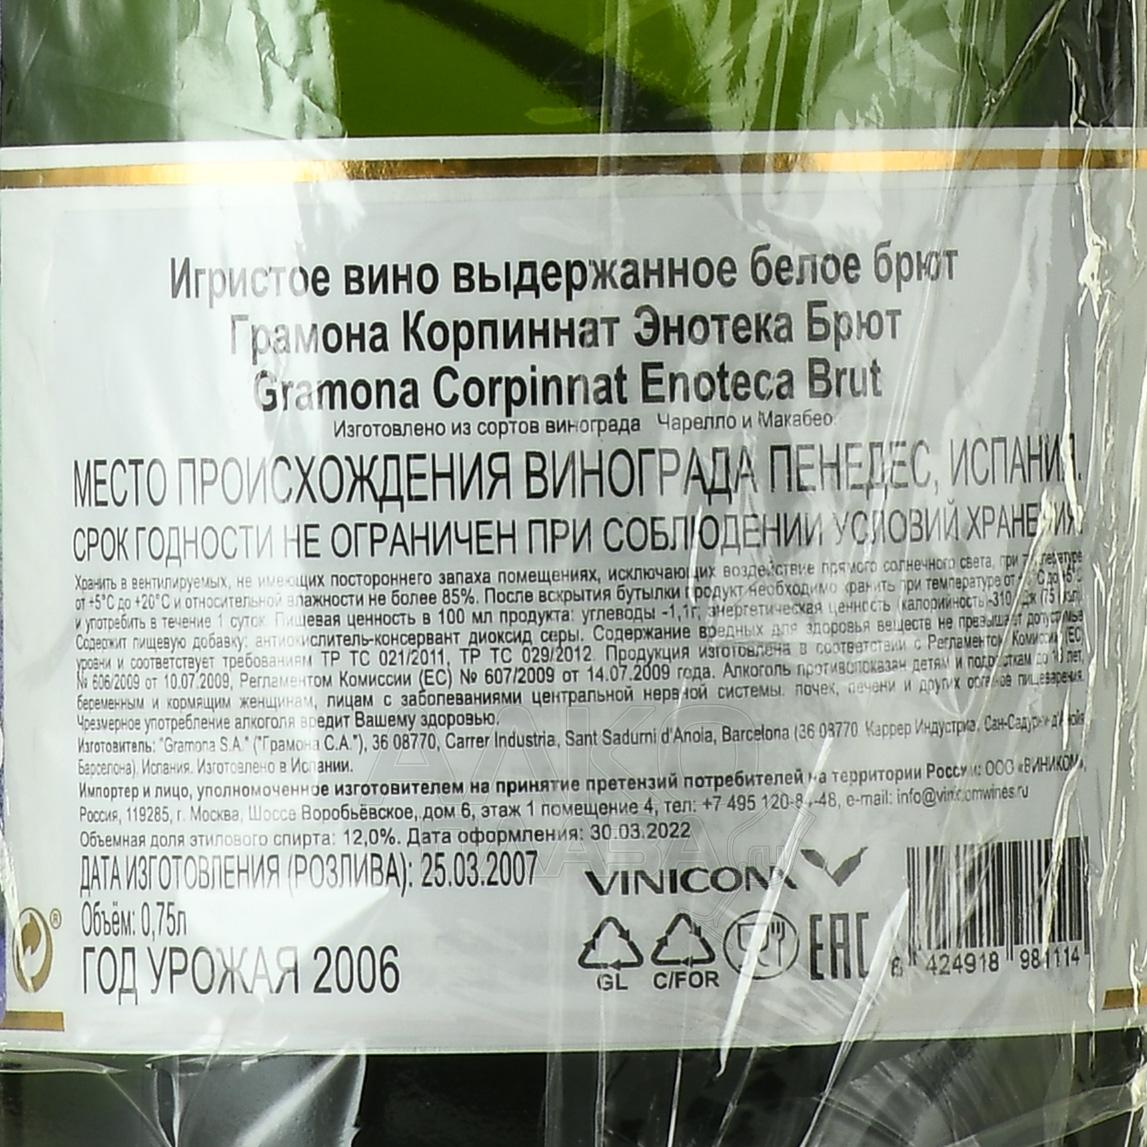 Игристое вино выдержанное белое брют
Грамона Корпиннат Энотека Брют
Gramona Corpinnat Enoteca Brut
Изготовлено из сортов винограда Чарелло и Макабео.
МЕСТО ПРОИСХОЖДЕНИЯ ВИНОГРАДА ПЕНЕДЕС, ИСПАНИЯ.
СРОК ГОДНОСТИ НЕ ОГРАНИЧЕН ПРИ СОБЛЮДЕНИИ УСЛОВИЙ ХРАНЕНИЯ.
Хранить в вентилируемых, не имеющих постороннего запаха помещениях, исключающих воздействие прямого солнечного света, при температуре
от +5°C до +20°C и относительной влажности не более 85%. После вскрытия бутылки продукт необходимо хранить при температуре от до +5°C
и употребить в течение 1 суток. Пищевая ценность в 100 мл продукта: углеводы -1,1г, энергетическая ценность (калорийность)-310
Содержит пищевую добавку: антиокислитель-консервант диоксид серы. Содержание вредных для здоровья веществ не превышает допустимые
уровни и соответствует требованиям ТР ТС 021/2011, ТР ТС 029/2012. Продукция изготовлена в соответствии с Регламентом Комиссии (ЕС)
№ 606/2009 от 10.07.2009, Регламентом Комиссии (ЕС) № 607/2009 от 14.07.2009 года. Алкоголь противопоказан детям и подросткам до 18 лет,
беременным и кормящим женщинам, лицам с заболеваниями центральной нервной системы, почек, печени и других органов пищеварения.
Чрезмерное употребление алкоголя вредит Вашему здоровью.
Изготовитель: "Gramona S.A." ("Грамона С.А."), 36 08770, Carrer Industria, Sant Sadurni d'Anoia, Barcelona (36 08770 Каррер Индустриа, Сан-Садурни-д'Анойя
Барселона). Испания. Изготовлено в Испании.
Импортер и лицо, уполномоченное изготовителем на принятие претензий потребителей на территории России: ООО «ВИНИКОМ»,
Россия, 119285, г. Москва, Шоссе Воробьёвское, дом 6, этаж 1 помещение 4, тел: +7 495 e-mail: info@vinicomwines.ru
Объемная доля этилового спирта: 12,0%. Дата оформления: 30.03.2022
ДАТА ИЗГОТОВЛЕНИЯ (РОЗЛИВА): 25.03.2007
VINICOM
Объём: 0,75л
ГОД УРОЖАЯ 2006
GL C/FOR EAC
8 424918 981114
®
АЛКО
ЛАВКА.ru